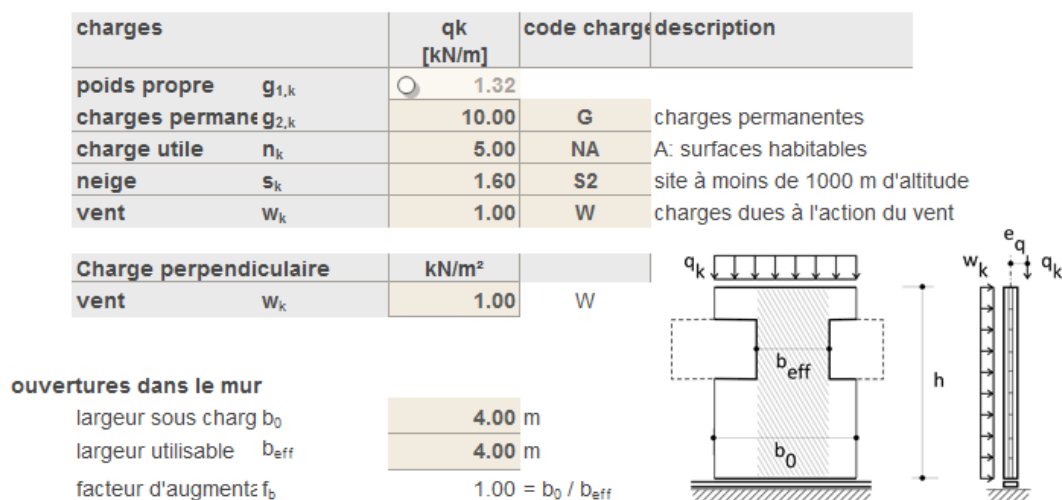 charges qk code charge description
[kN/m]
poids propre g1,k 1.32
charges permane g2,k 10.00 G charges permanentes
charge utile nk 5.00 NA A: surfaces habitables
neige sk 1.60 S2 site à moins de 1000 m d'altitude
vent wk 1.00 W charges dues à l'action du vent
Charge perpendiculaire kN/m²
vent wk 1.00 W
qk
wk
eq
qk
beff
h
b0
ouvertures dans le mur
largeur sous charg b0 4.00 m
largeur utilisable beff 4.00 m
facteur d'augmenta fb 1.00 = b0 / beff